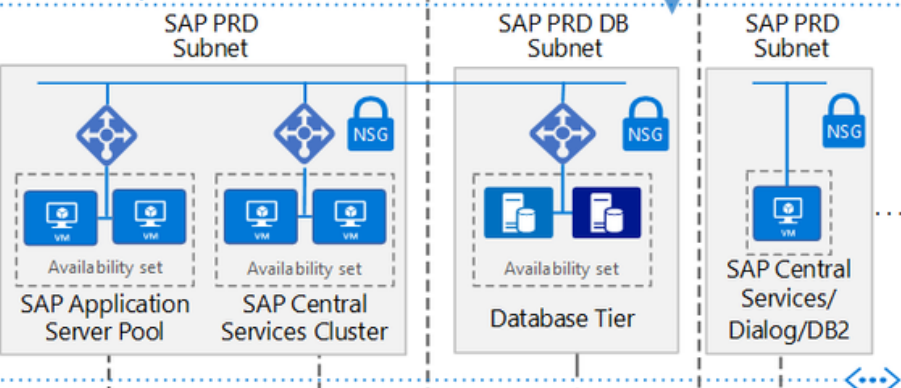 SAP PRD
Subnet
SAP PRD DB
Subnet
SAP PRD
Subnet
NSG
NSG
NSG
VM
VM
VM
VM
VM
Availability set
Availability set
Availability set
SAP Application
Server Pool
SAP Central
Services Cluster
Database Tier
SAP Central
Services/
Dialog/DB2